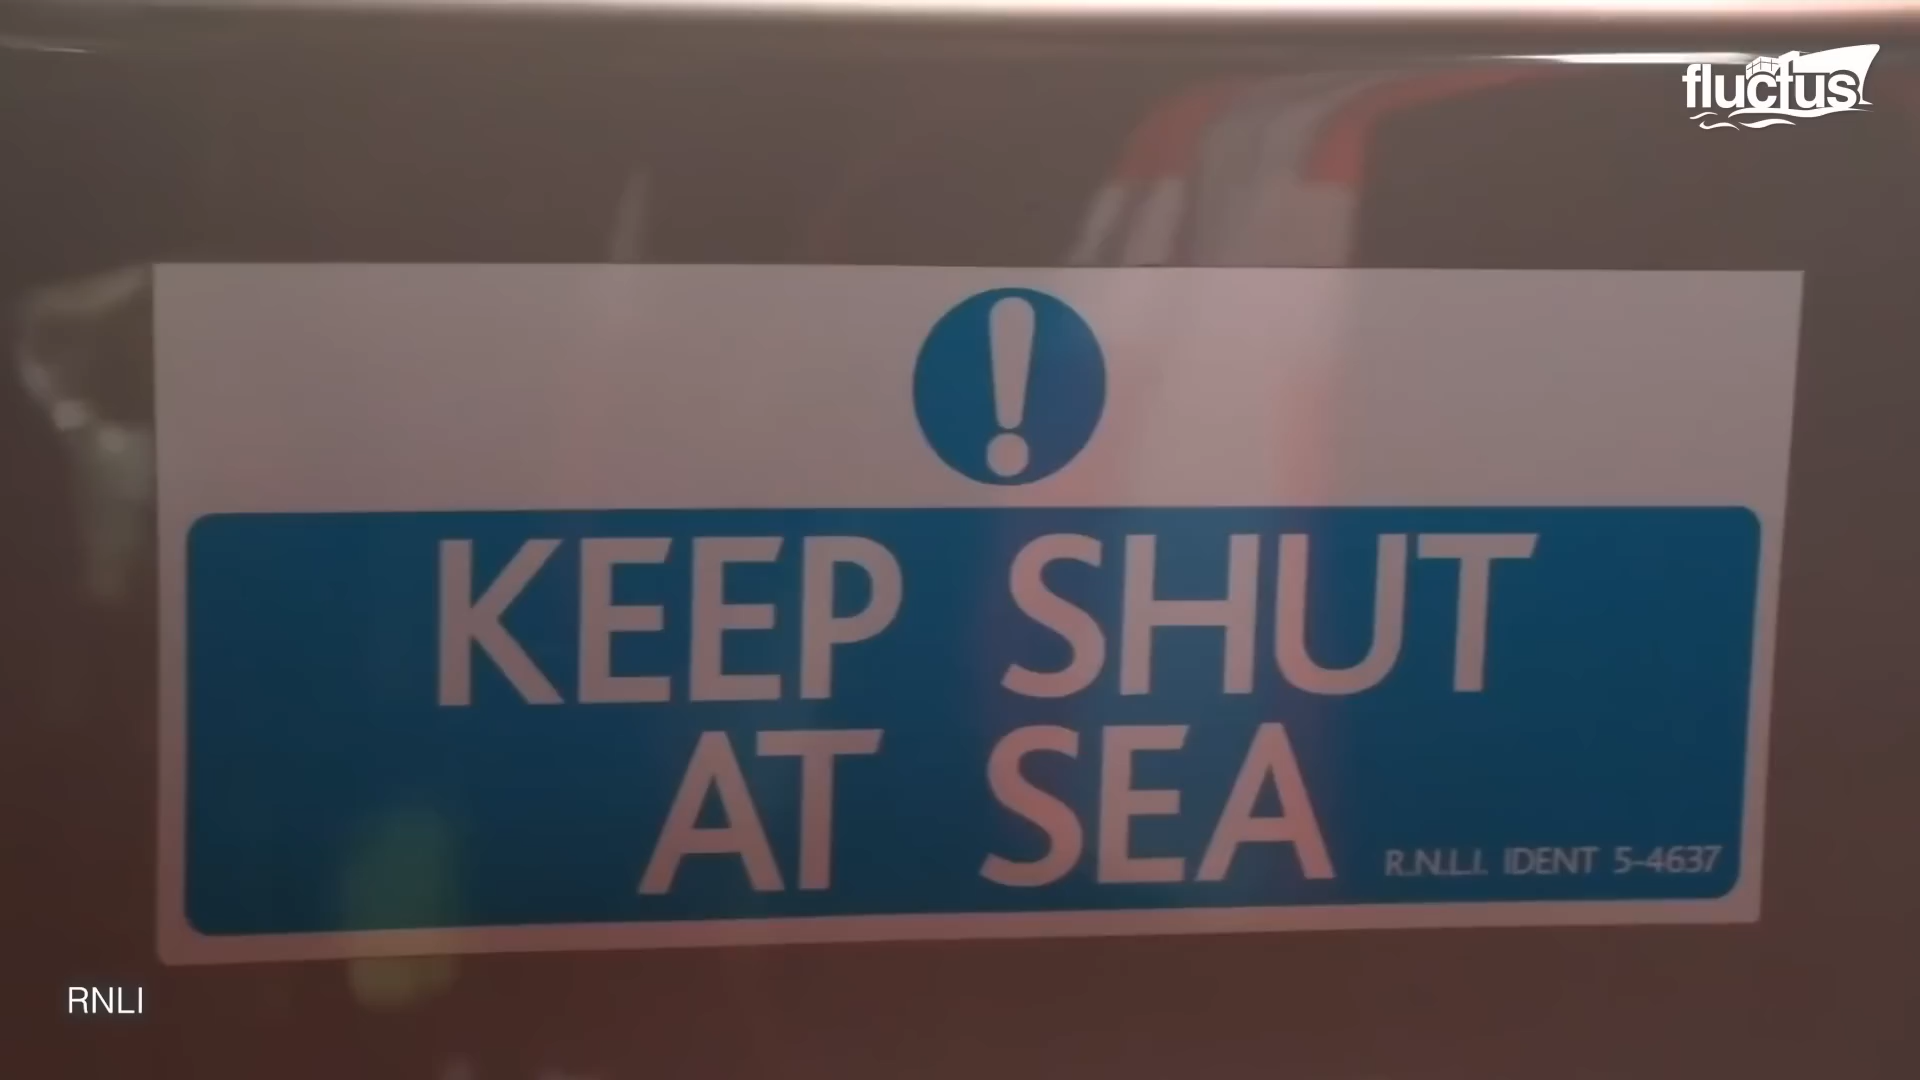 fluctus
!
KEEP SHUT
AT SEA
R.N.L.I. IDENT 5-4637
RNLI